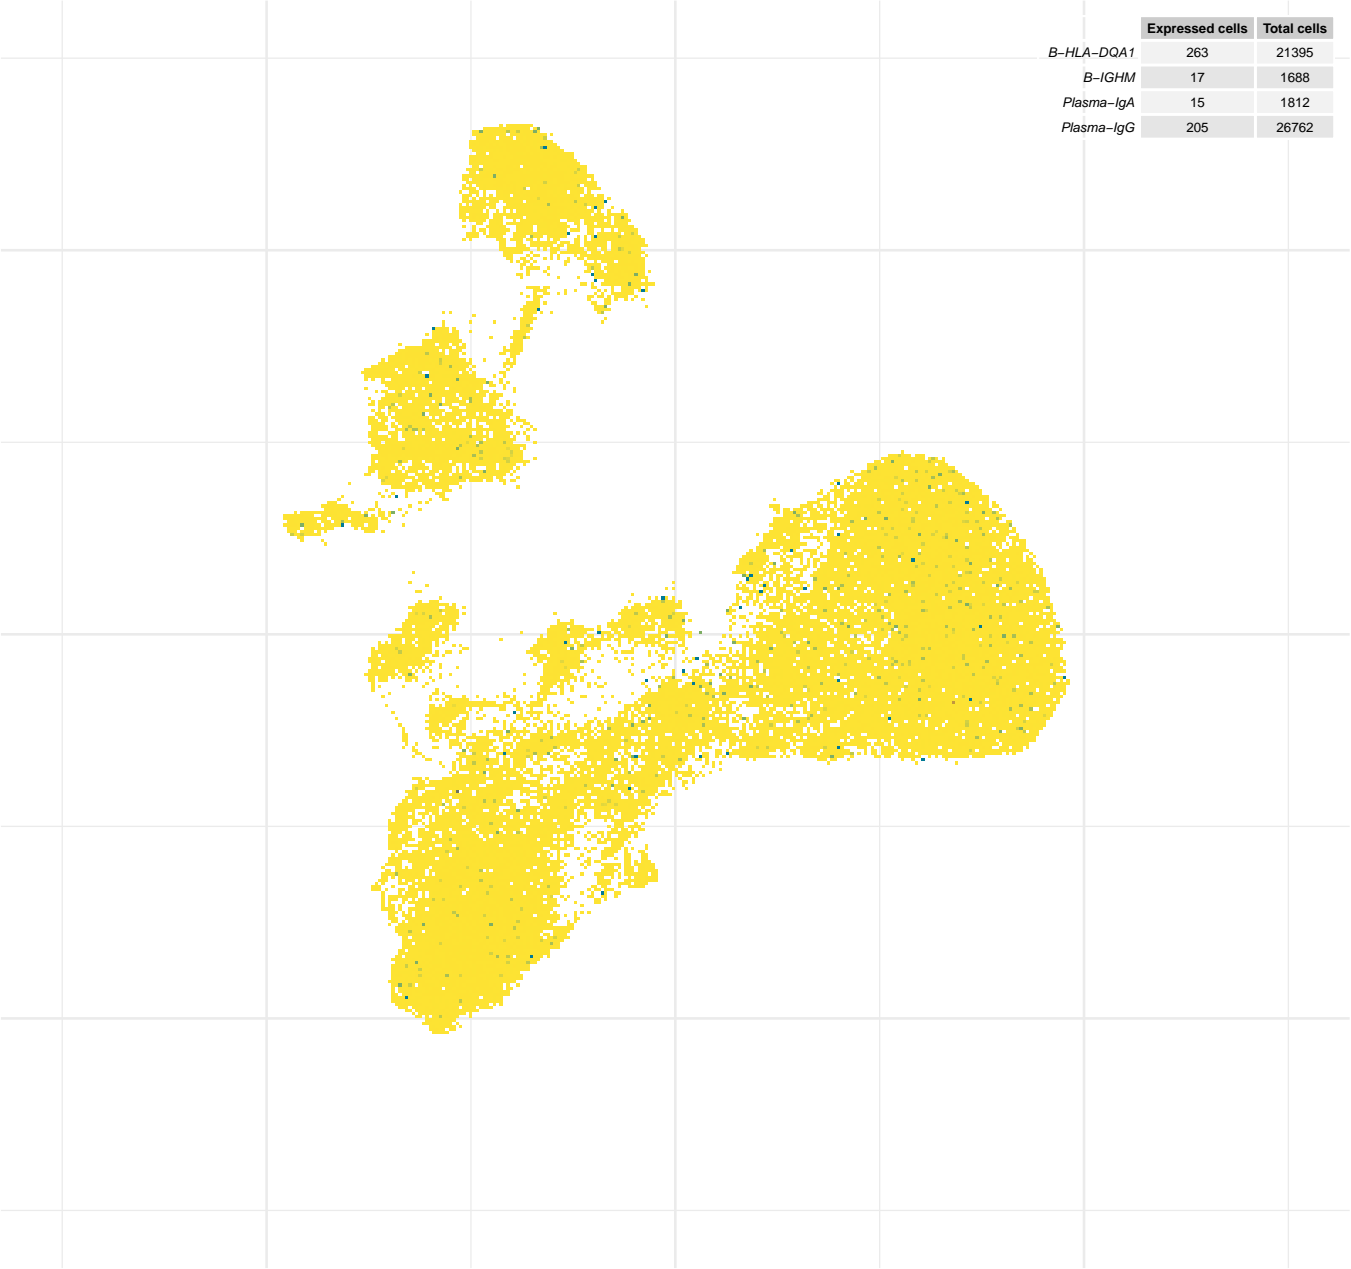 Expressed cells Total cells
B−HLA−DQA1 263 21395
B−IGHM 17 1688
Plasma−IgA 15 1812
Plasma−IgG 205 26762